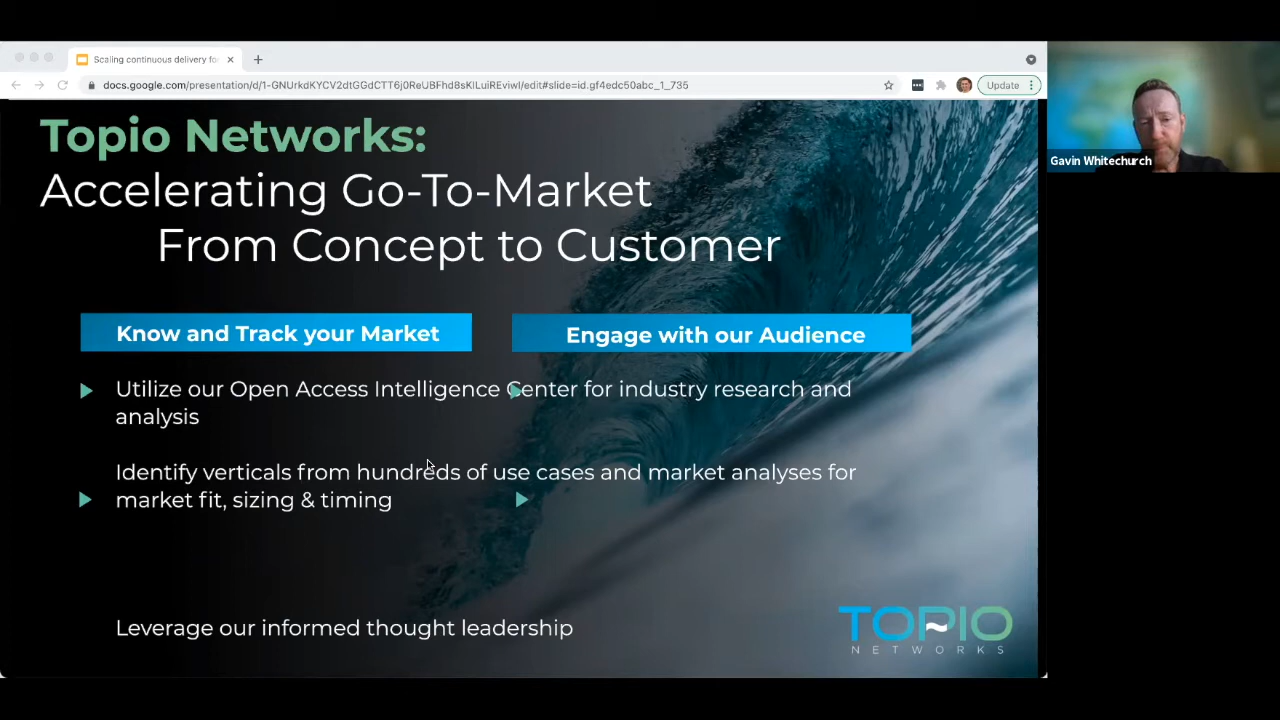 Scaling continuous delivery for
docs.google.com/presentation/d/1-GNUrkdKYCV2dtGGdCTT6j0ReUBFhd8sKlLuiREviwI/edit#slide=id.gf4edc50abc_1_735
Update
Topio Networks:
Accelerating Go-To-Market
From Concept to Customer
Gavin Whitechurch
Know and Track your Market
Engage with our Audience
Utilize our Open Access Intelligence Center for industry research and
analysis
Identify verticals from hundreds of use cases and market analyses for
market fit, sizing & timing
Leverage our informed thought leadership
TOPIO
NETWORKS